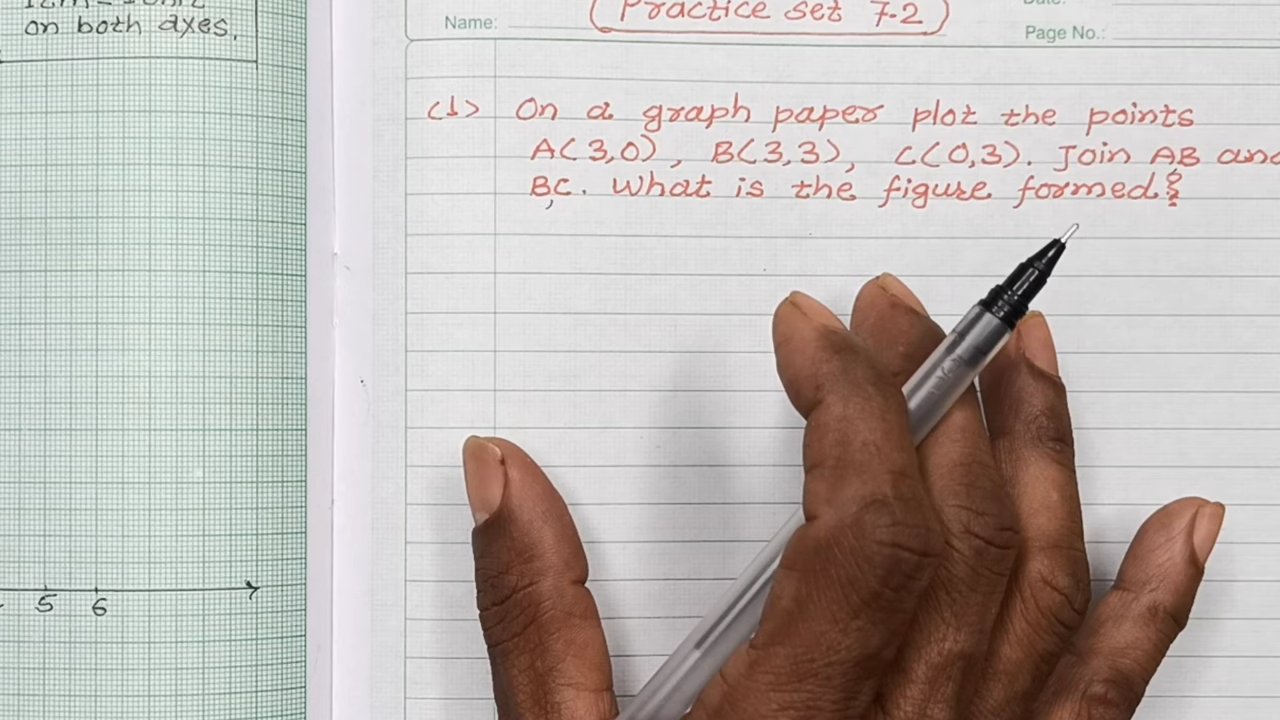 on both axes.
5 6
Name:
Practice set 7.2
Page No.:
(1) On a graph paper plot the points
A(3,0), B(3,3), C(0,3). Join AB and
BC. What is the figure formed?